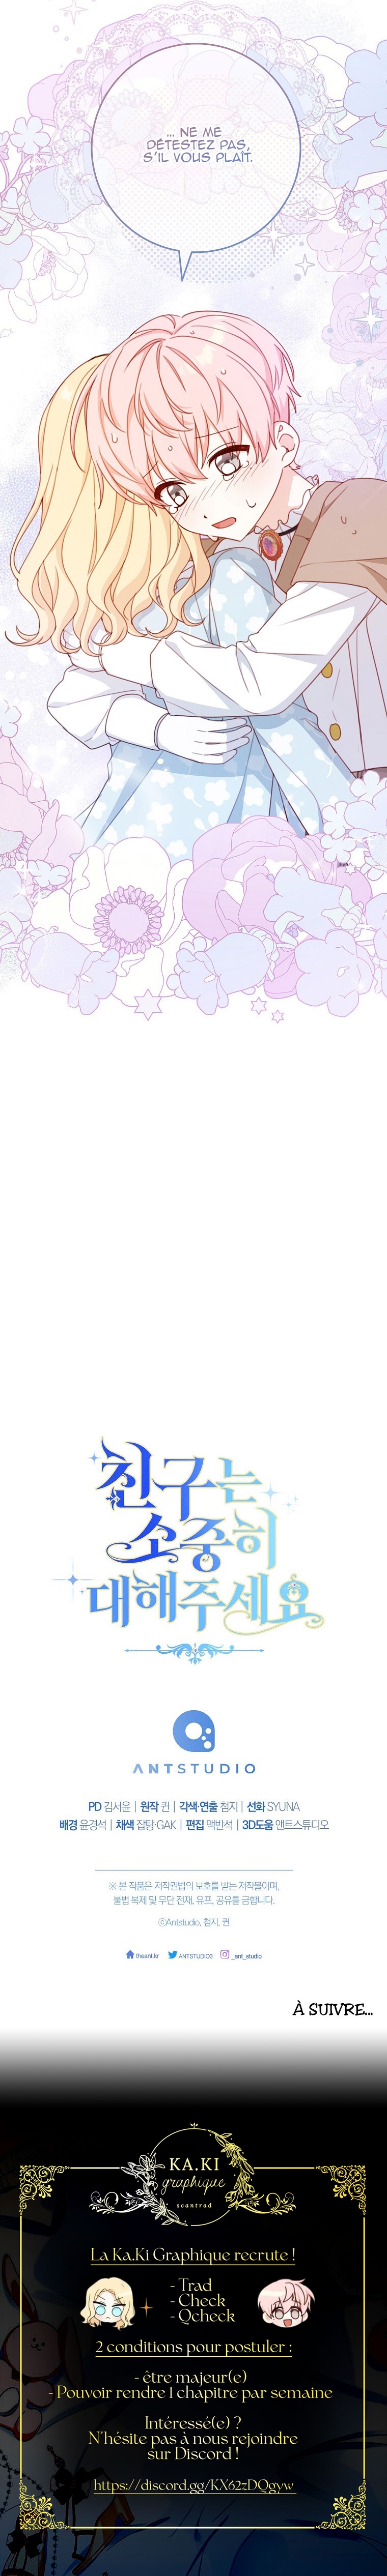 ... NE ME
DÉTESTEZ PAS,
S'IL VOUS PLAÎT.
친구는
소중히
대해주세요
ANTSTUDIO
PD 김서윤 | 원작 퀸 | 각색·연출 첨지 | 선화 SYUNA
배경 윤경석 | 채색 잡탕·GAK | 편집 맥반석 | 3D도움 앤트스튜디오
※ 본 작품은 저작권법의 보호를 받는 저작물이며,
불법 복제 및 무단 전재, 유포, 공유를 금합니다.
ⓒAntstudio, 첨지, 퀸
theant.kr ANTSTUDIO3 _ant_studio
À SUIVRE...
KA.KI
graphique
scantrad
La Ka.Ki Graphique recrute !
- Trad
- Check
- Qcheck
2 conditions pour postuler :
- être majeur(e)
- Pouvoir rendre 1 chapitre par semaine
Intéressé(e) ?
N'hésite pas à nous rejoindre
sur Discord !
https://discord.gg/KX62zDQgyw